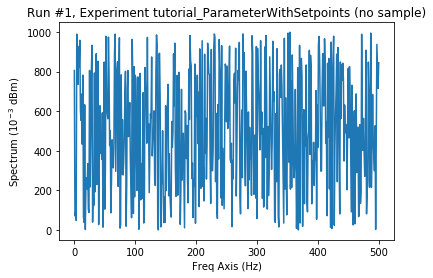 Run #1, Experiment tutorial_ParameterWithSetpoints (no sample)
Spectrum (10⁻³ dBm)
1000
800
600
400
200
0
0 100 200 300 400 500
Freq Axis (Hz)